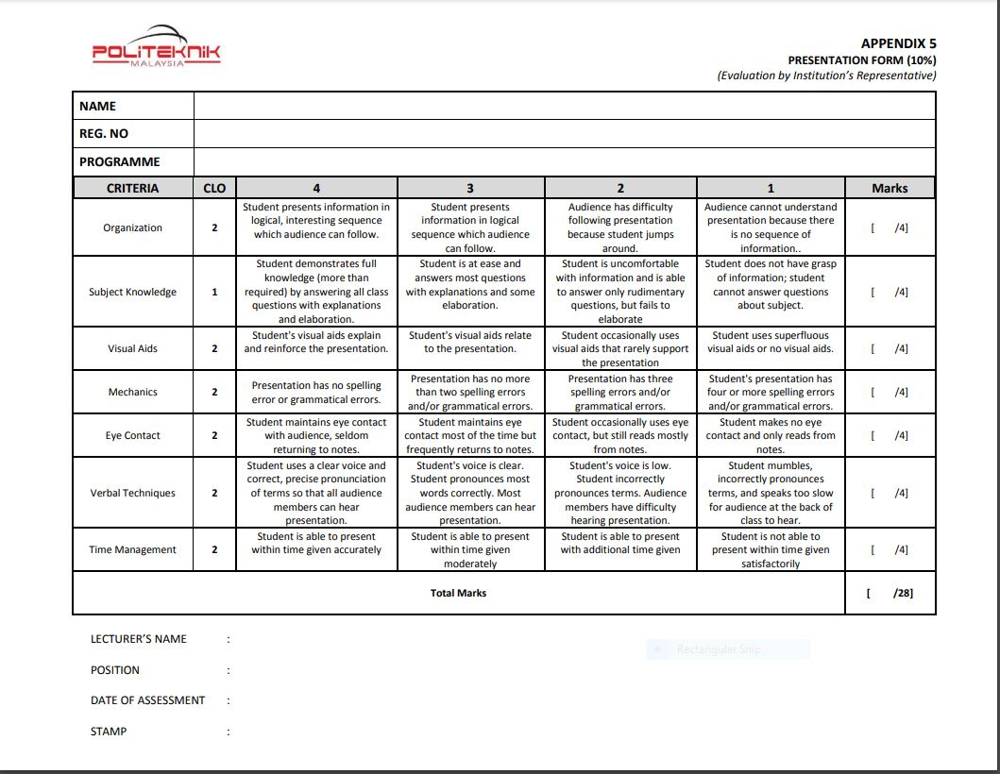 POLITEKNIK
MALAYSIA
APPENDIX 5
PRESENTATION FORM (10%)
(Evaluation by Institution's Representative)
NAME
REG. NO
PROGRAMME
CRITERIA CLO 4 3 2 1 Marks
Organization
2
Student presents information in
logical, interesting sequence
which audience can follow.
Student presents
information in logical
sequence which audience
can follow.
Audience has difficulty
following presentation
because student jumps
around.
Audience cannot understand
presentation because there
is no sequence of
information..
[ /4]
Subject Knowledge
1
Student demonstrates full
knowledge (more than
required) by answering all class
questions with explanations
and elaboration.
Student is at ease and
answers most questions
with explanations and some
elaboration.
Student is uncomfortable
with information and is able
to answer only rudimentary
questions, but fails to
elaborate
Student does not have grasp
of information; student
cannot answer questions
about subject.
[ /4]
Visual Aids
2
Student's visual aids explain
and reinforce the presentation.
Student's visual aids relate
to the presentation.
Student occasionally uses
visual aids that rarely support
the presentation
Student uses superfluous
visual aids or no visual aids.
[ /4]
Mechanics
2
Presentation has no spelling
error or grammatical errors.
Presentation has no more
than two spelling errors
and/or grammatical errors.
Presentation has three
spelling errors and/or
grammatical errors.
Student's presentation has
four or more spelling errors
and/or grammatical errors.
[ /4]
Eye Contact
2
Student maintains eye contact
with audience, seldom
returning to notes.
Student maintains eye
contact most of the time but
frequently returns to notes.
Student occasionally uses eye
contact, but still reads mostly
from notes.
Student makes no eye
contact and only reads from
notes.
[ /4]
Verbal Techniques
2
Student uses a clear voice and
correct, precise pronunciation
of terms so that all audience
members can hear
presentation.
Student's voice is clear.
Student pronounces most
words correctly. Most
audience members can hear
presentation.
Student's voice is low.
Student incorrectly
pronounces terms. Audience
members have difficulty
hearing presentation.
Student mumbles,
incorrectly pronounces
terms, and speaks too slow
for audience at the back of
class to hear.
[ /4]
Time Management
2
Student is able to present
within time given accurately
Student is able to present
within time given
moderately
Student is able to present
with additional time given
Student is not able to
present within time given
satisfactorily
[ /4]
Total Marks [ /28]
LECTURER'S NAME :
Rectangular Snip
POSITION :
DATE OF ASSESSMENT :
STAMP :